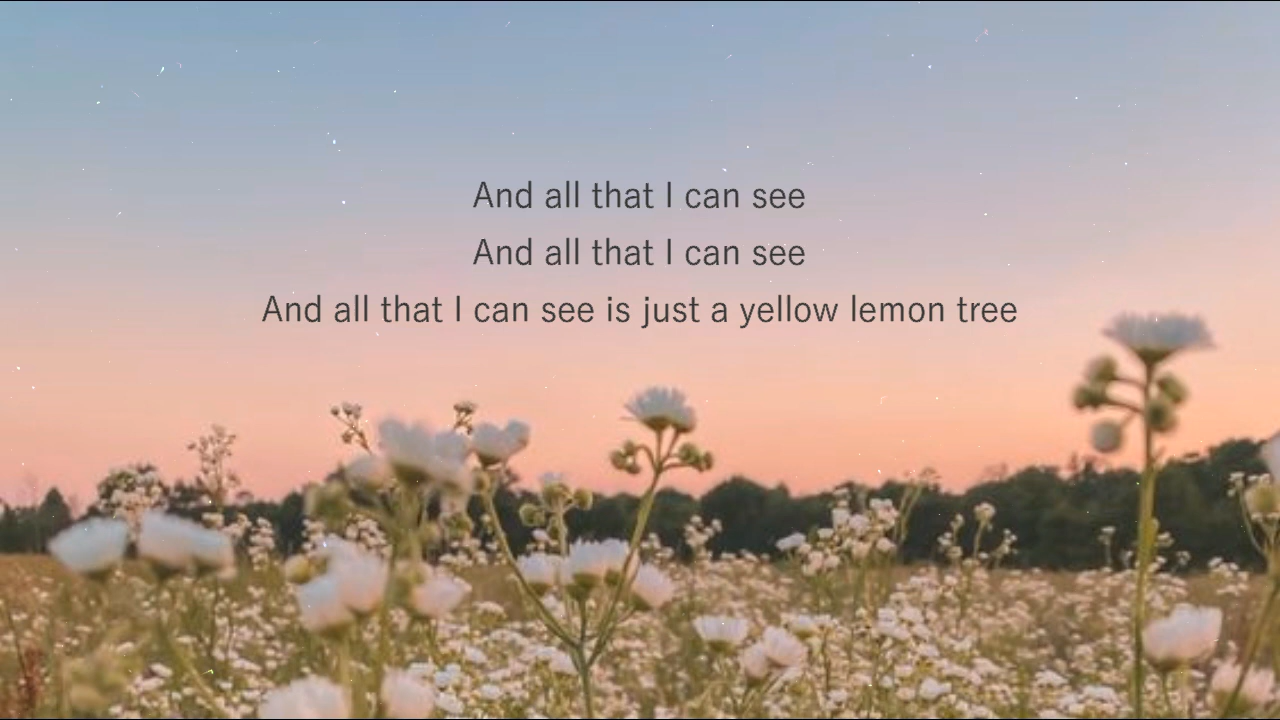 And all that I can see
And all that I can see
And all that I can see is just a yellow lemon tree